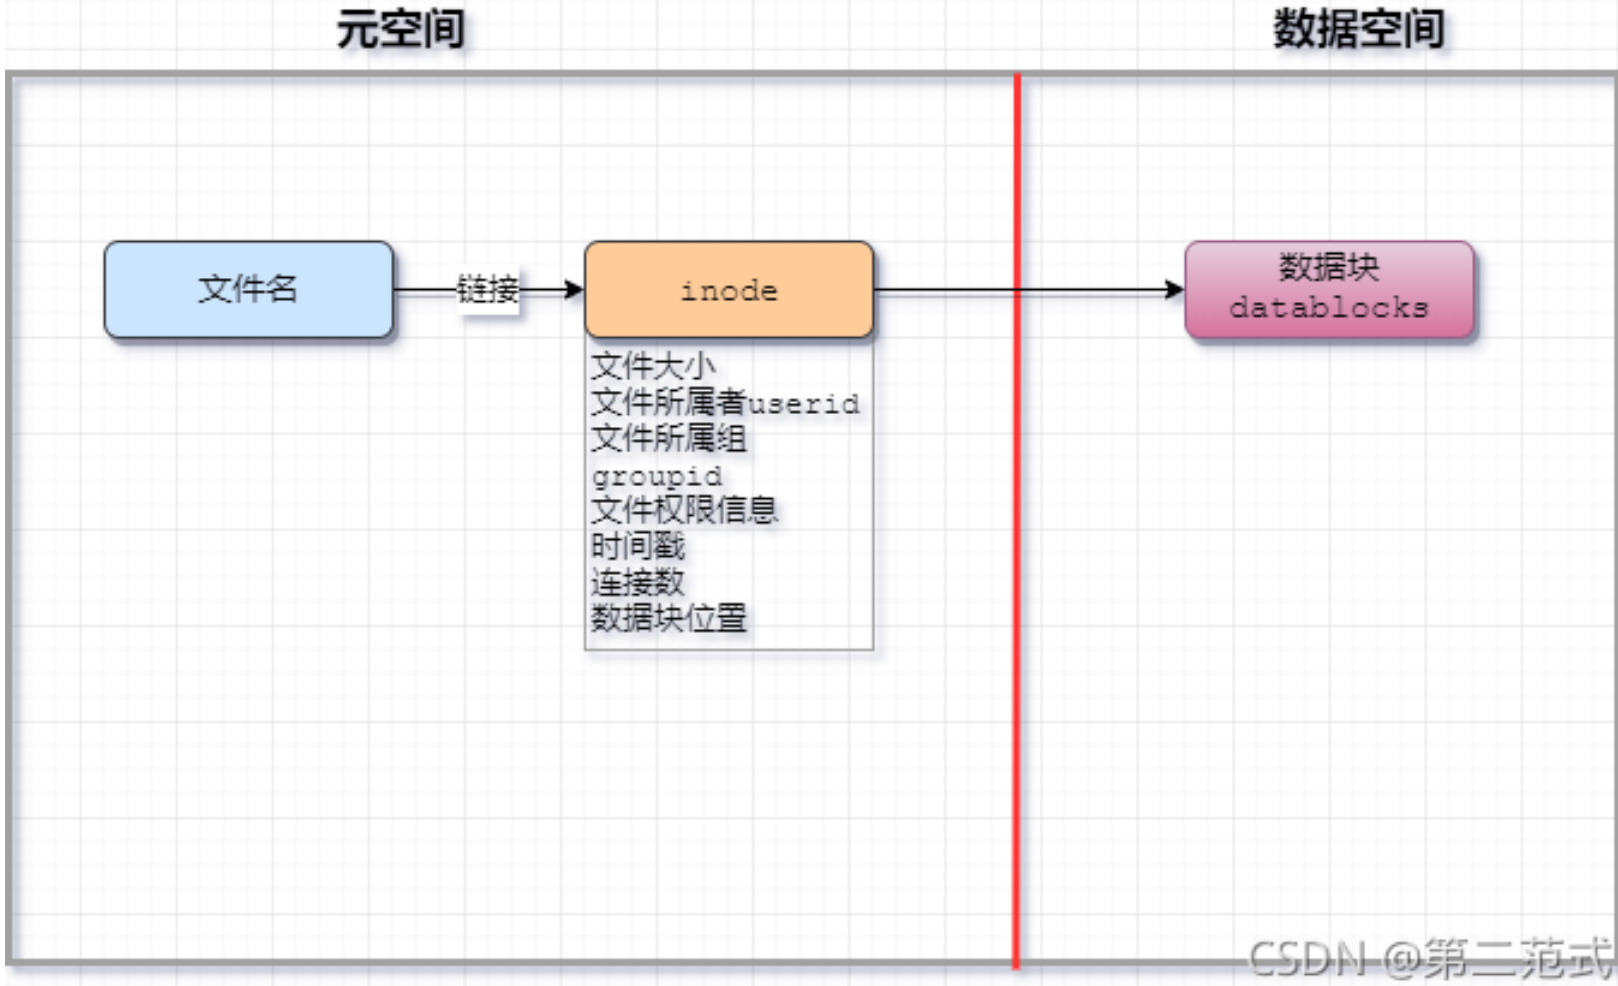 元空间
数据空间
文件名
链接
inode
文件大小
文件所属者userid
文件所属组
groupid
文件权限信息
时间戳
连接数
数据块位置
数据块
datablocks
CSDN @第二范式